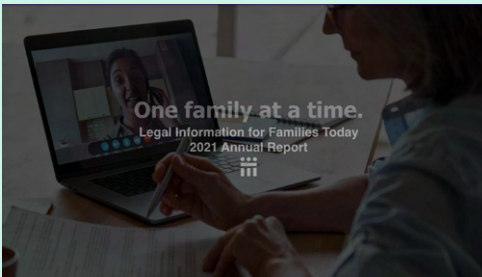 One family at a time.
Legal Information for Families Today
2021 Annual Report